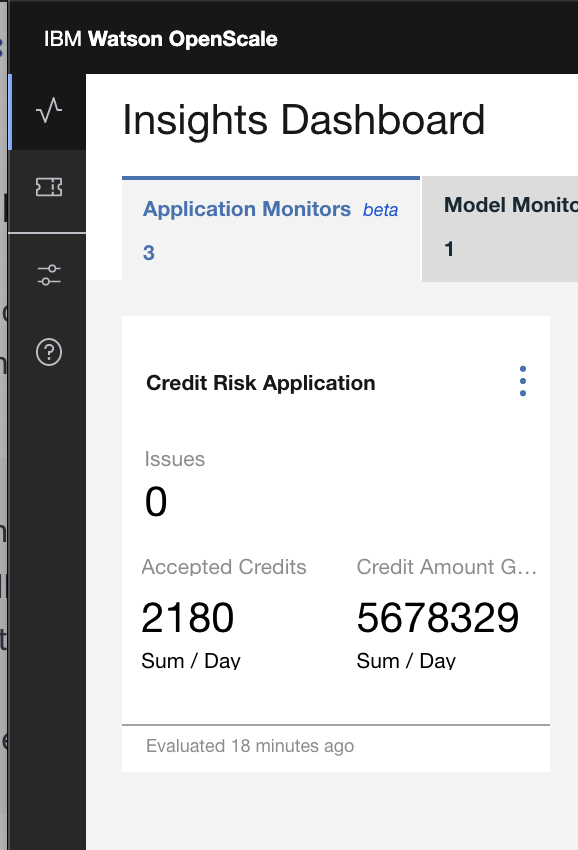 IBM Watson OpenScale
Insights Dashboard
Application Monitors beta
3
Model Monito
1
Credit Risk Application
Issues
0
Accepted Credits
2180
Sum / Day
Credit Amount G...
5678329
Sum / Day
Evaluated 18 minutes ago